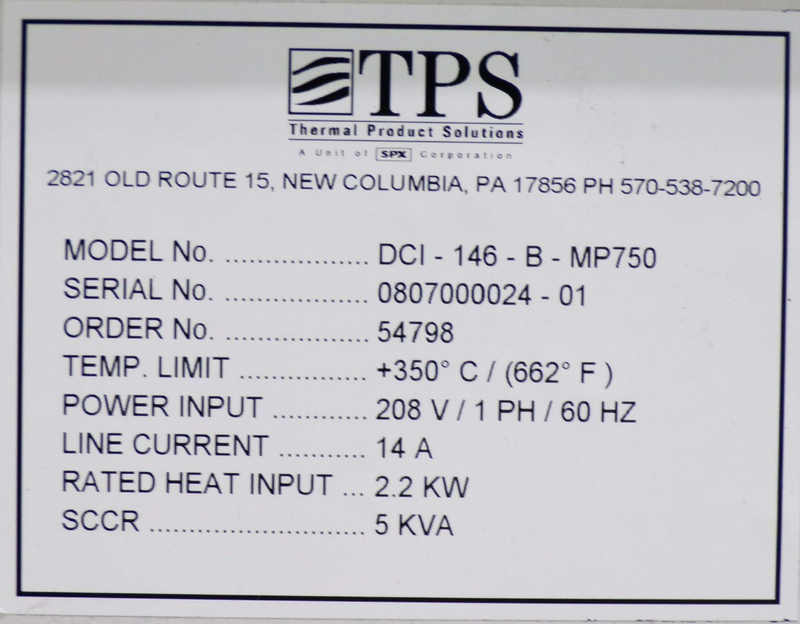 TPS
Thermal Product Solutions
A Unit of SPX Corporation
2821 OLD ROUTE 15, NEW COLUMBIA, PA 17856 PH 570-538-7200
MODEL No. .................. DCI - 146 - B - MP750
SERIAL No. .................. 0807000024 - 01
ORDER No. .................. 54798
TEMP. LIMIT ................ +350° C / (662° F )
POWER INPUT ............ 208 V / 1 PH / 60 HZ
LINE CURRENT ........... 14 A
RATED HEAT INPUT ... 2.2 KW
SCCR ........................... 5 KVA